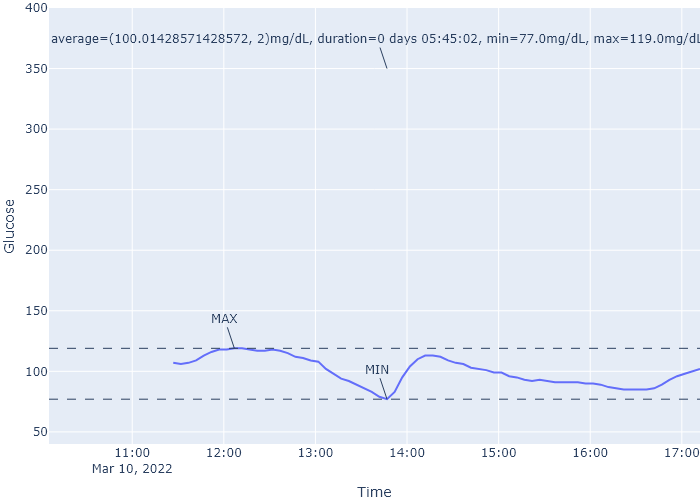 400
average=(100.01428571428572, 2)mg/dL, duration=0 days 05:45:02, min=77.0mg/dL, max=119.0mg/dL
350
300
250
Glucose
200
150
MAX
100
MIN
50
11:00 12:00 13:00 14:00 15:00 16:00 17:00
Mar 10, 2022
Time